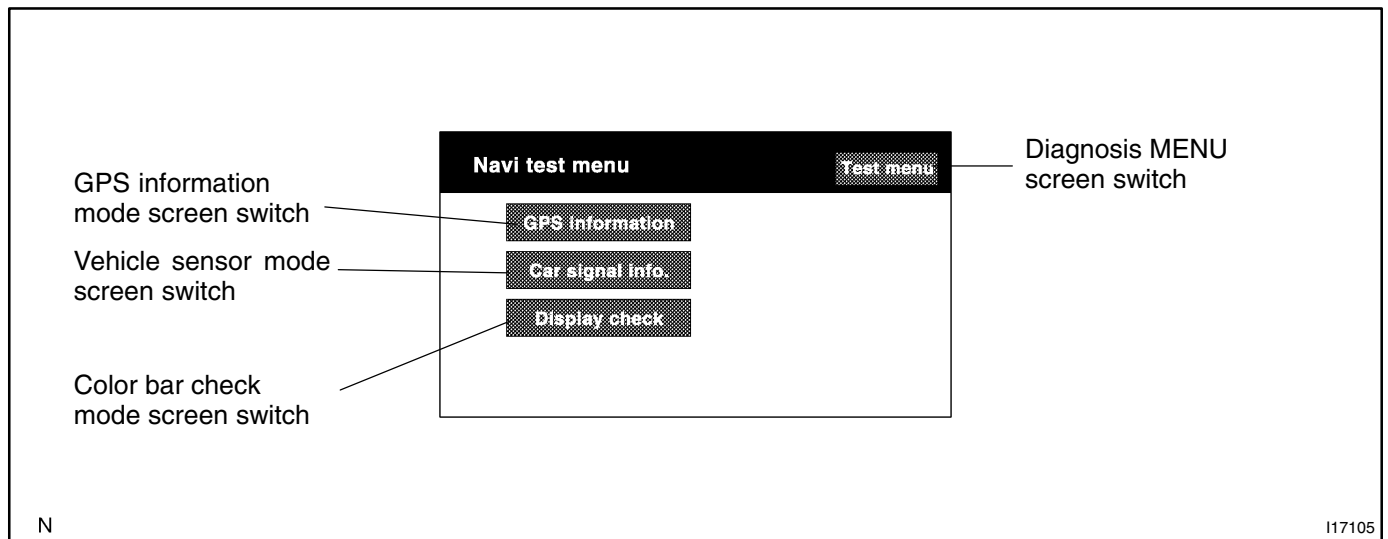 Navi test menu
Test menu
Diagnosis MENU
screen switch
GPS information
mode screen switch
GPS information
Vehicle sensor mode
screen switch
Car signal info.
Display check
Color bar check
mode screen switch
N
I17105